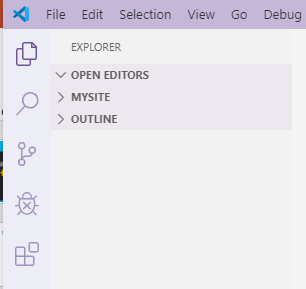 File Edit Selection View Go Debug
EXPLORER
OPEN EDITORS
MYSITE
OUTLINE